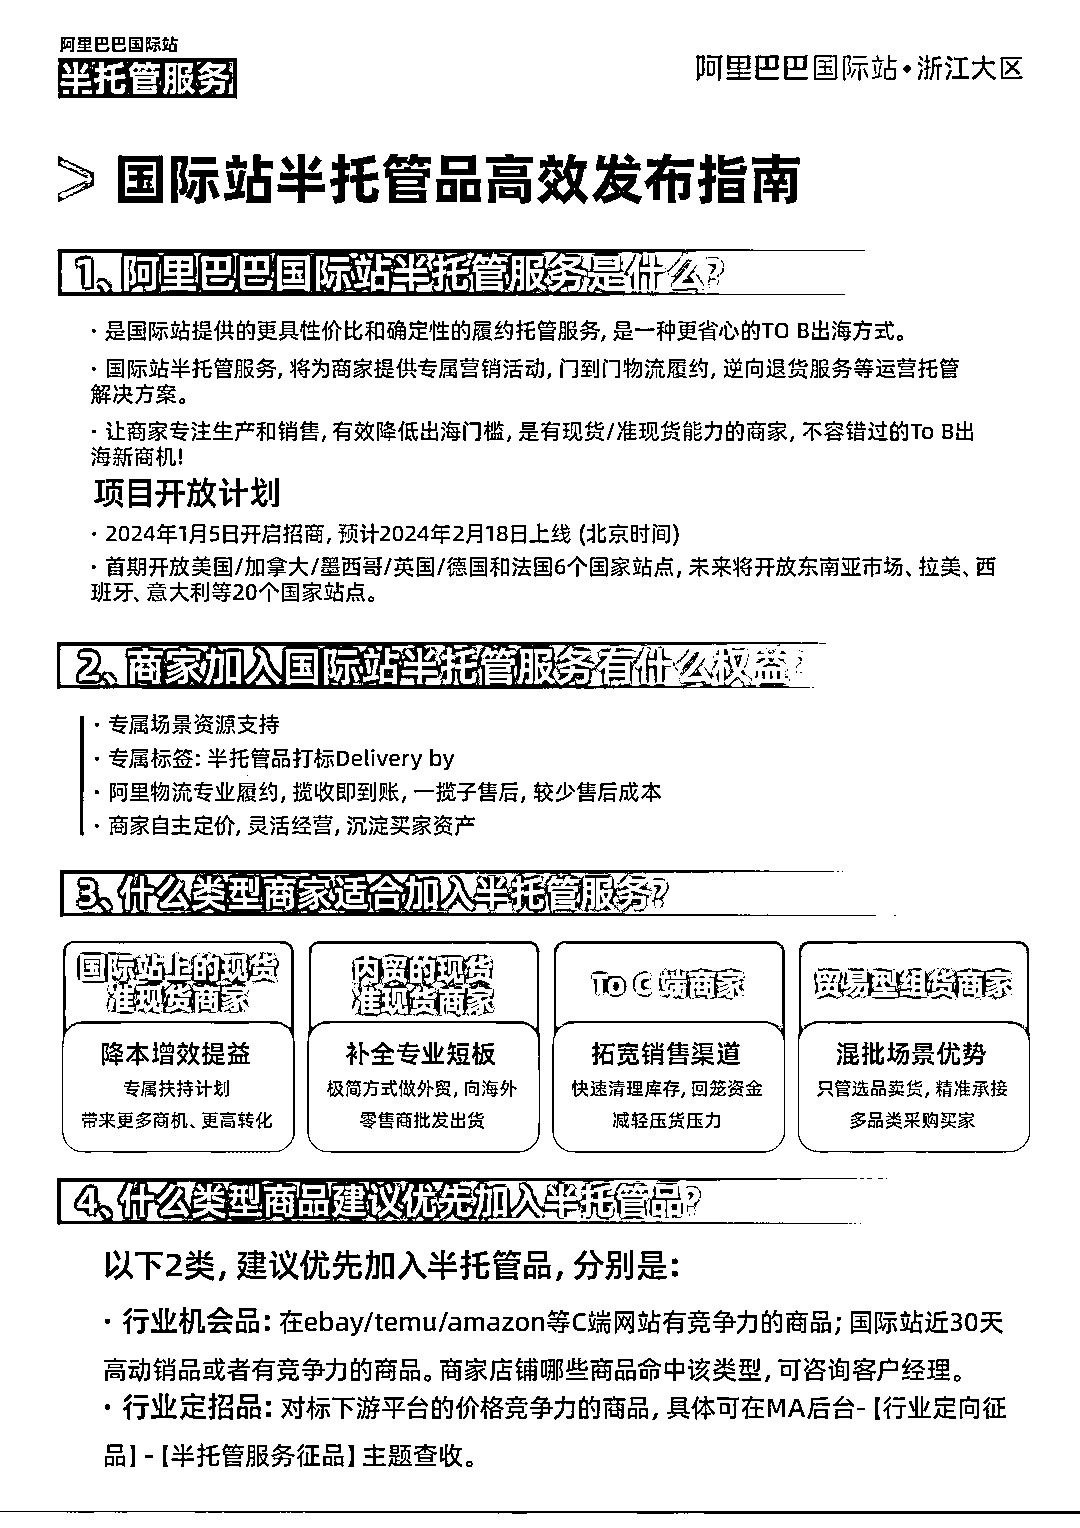 阿里巴巴国际站
半托管服务
阿里巴巴国际站•浙江大区
国际站半托管品高效发布指南
1、阿里巴巴国际站半托管服务是什么?
· 是国际站提供的更具性价比和确定性的履约托管服务, 是一种更省心的TO B出海方式。
· 国际站半托管服务, 将为商家提供专属营销活动, 门到门物流履约, 逆向退货服务等运营托管
解决方案。
· 让商家专注生产和销售, 有效降低出海门槛, 是有现货/准现货能力的商家, 不容错过的To B出
海新商机!
项目开放计划
· 2024年1月5日开启招商, 预计2024年2月18日上线 (北京时间)
· 首期开放美国/加拿大/墨西哥/英国/德国和法国6个国家站点, 未来将开放东南亚市场、拉美、西
班牙、意大利等20个国家站点。
2、商家加入国际站半托管服务有什么权益?
· 专属场景资源支持
· 专属标签: 半托管品打标Delivery by
· 阿里物流专业履约, 揽收即到账, 一揽子售后, 较少售后成本
· 商家自主定价, 灵活经营, 沉淀买家资产
3、什么类型商家适合加入半托管服务?
国际站上的现货
准现货商家
降本增效提益
专属扶持计划
带来更多商机、更高转化
内贸的现货
准现货商家
补全专业短板
极简方式做外贸, 向海外
零售商批发出货
To C 端商家
拓宽销售渠道
快速清理库存, 回笼资金
减轻压货压力
贸易型组货商家
混批场景优势
只管选品卖货, 精准承接
多品类采购买家
4、什么类型商品建议优先加入半托管品?
以下2类, 建议优先加入半托管品, 分别是:
· 行业机会品: 在ebay/temu/amazon等C端网站有竞争力的商品; 国际站近30天
高动销品或者有竞争力的商品。商家店铺哪些商品命中该类型, 可咨询客户经理。
· 行业定招品: 对标下游平台的价格竞争力的商品, 具体可在MA后台- [行业定向征
品] - [半托管服务征品] 主题查收。